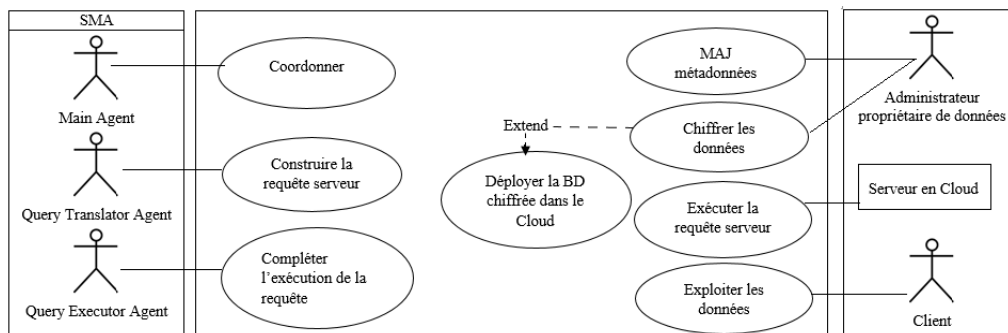 SMA
Main Agent
Query Translator Agent
Query Executor Agent
Coordonner
Construire la
requête serveur
Compléter
l'exécution de la
requête
MAJ
métadonnées
Extend
Chiffrer les
données
Déployer la BD
chiffrée dans le
Cloud
Exécuter la
requête serveur
Exploiter les
données
Administrateur
propriétaire de données
Serveur en Cloud
Client